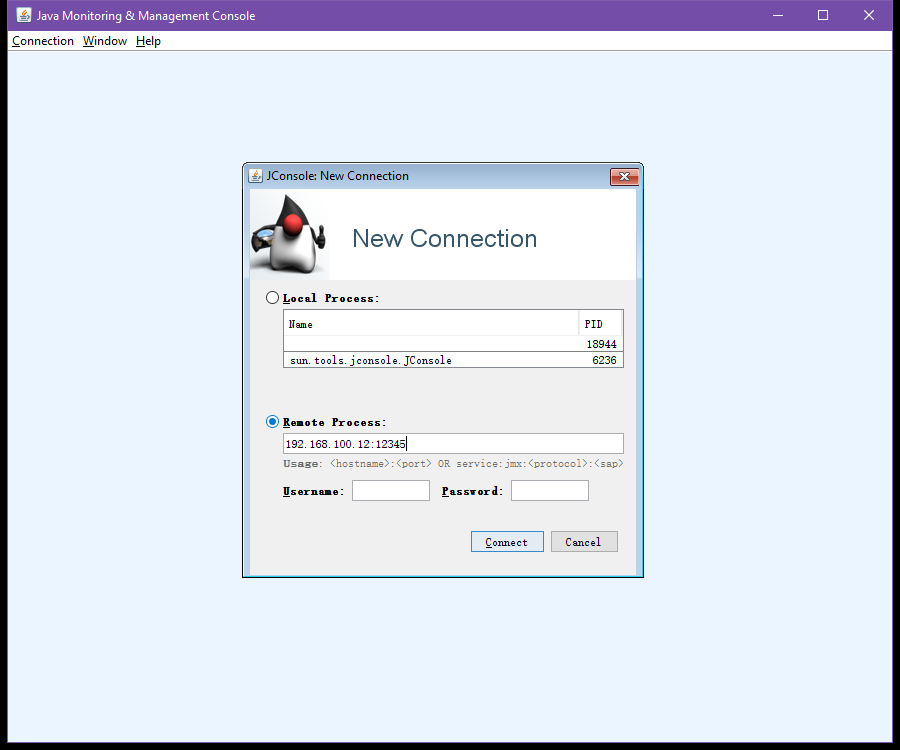 Java Monitoring & Management Console
Connection Window Help
JConsole: New Connection
New Connection
Local Process:
Name PID
18944
sun.tools.jconsole.JConsole 6236
Remote Process:
192.168.100.12:12345
Usage: <hostname>:<port> OR service:jmx:<protocol>:<sap>
Username: Password:
Connect Cancel